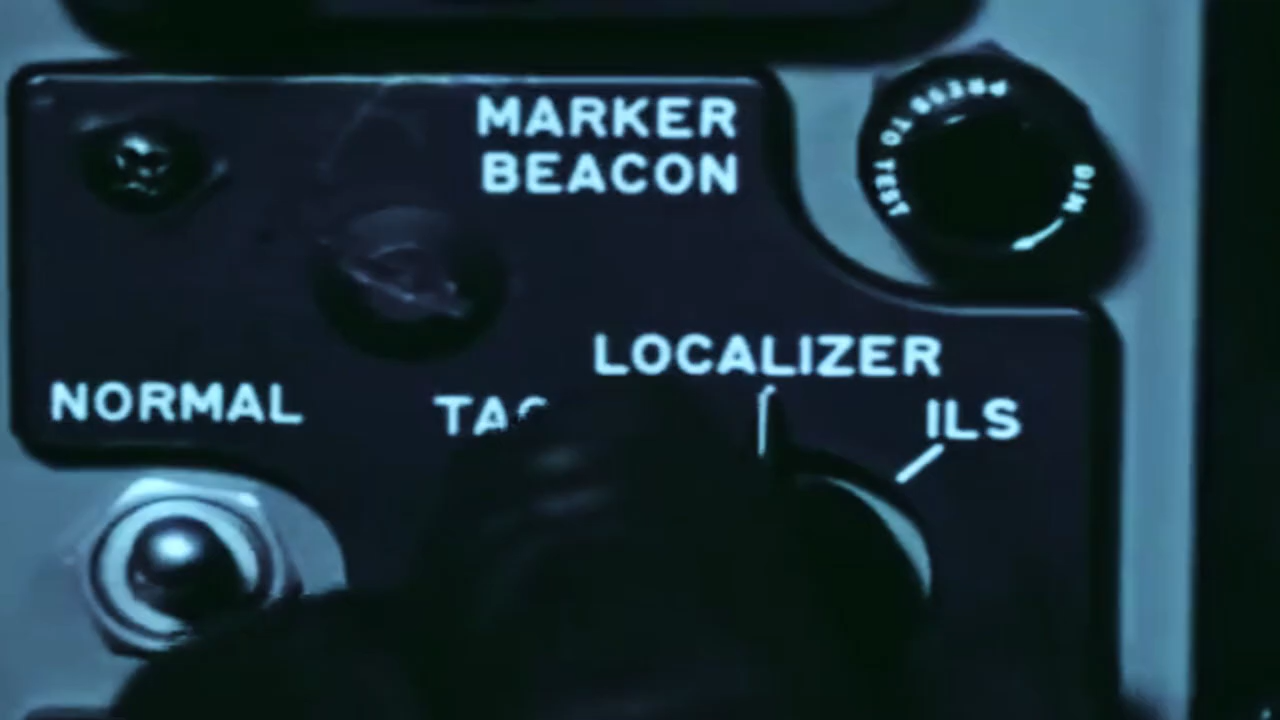 MARKER
BEACON
PRESS TO TEST
DIM
LOCALIZER
NORMAL
ILS